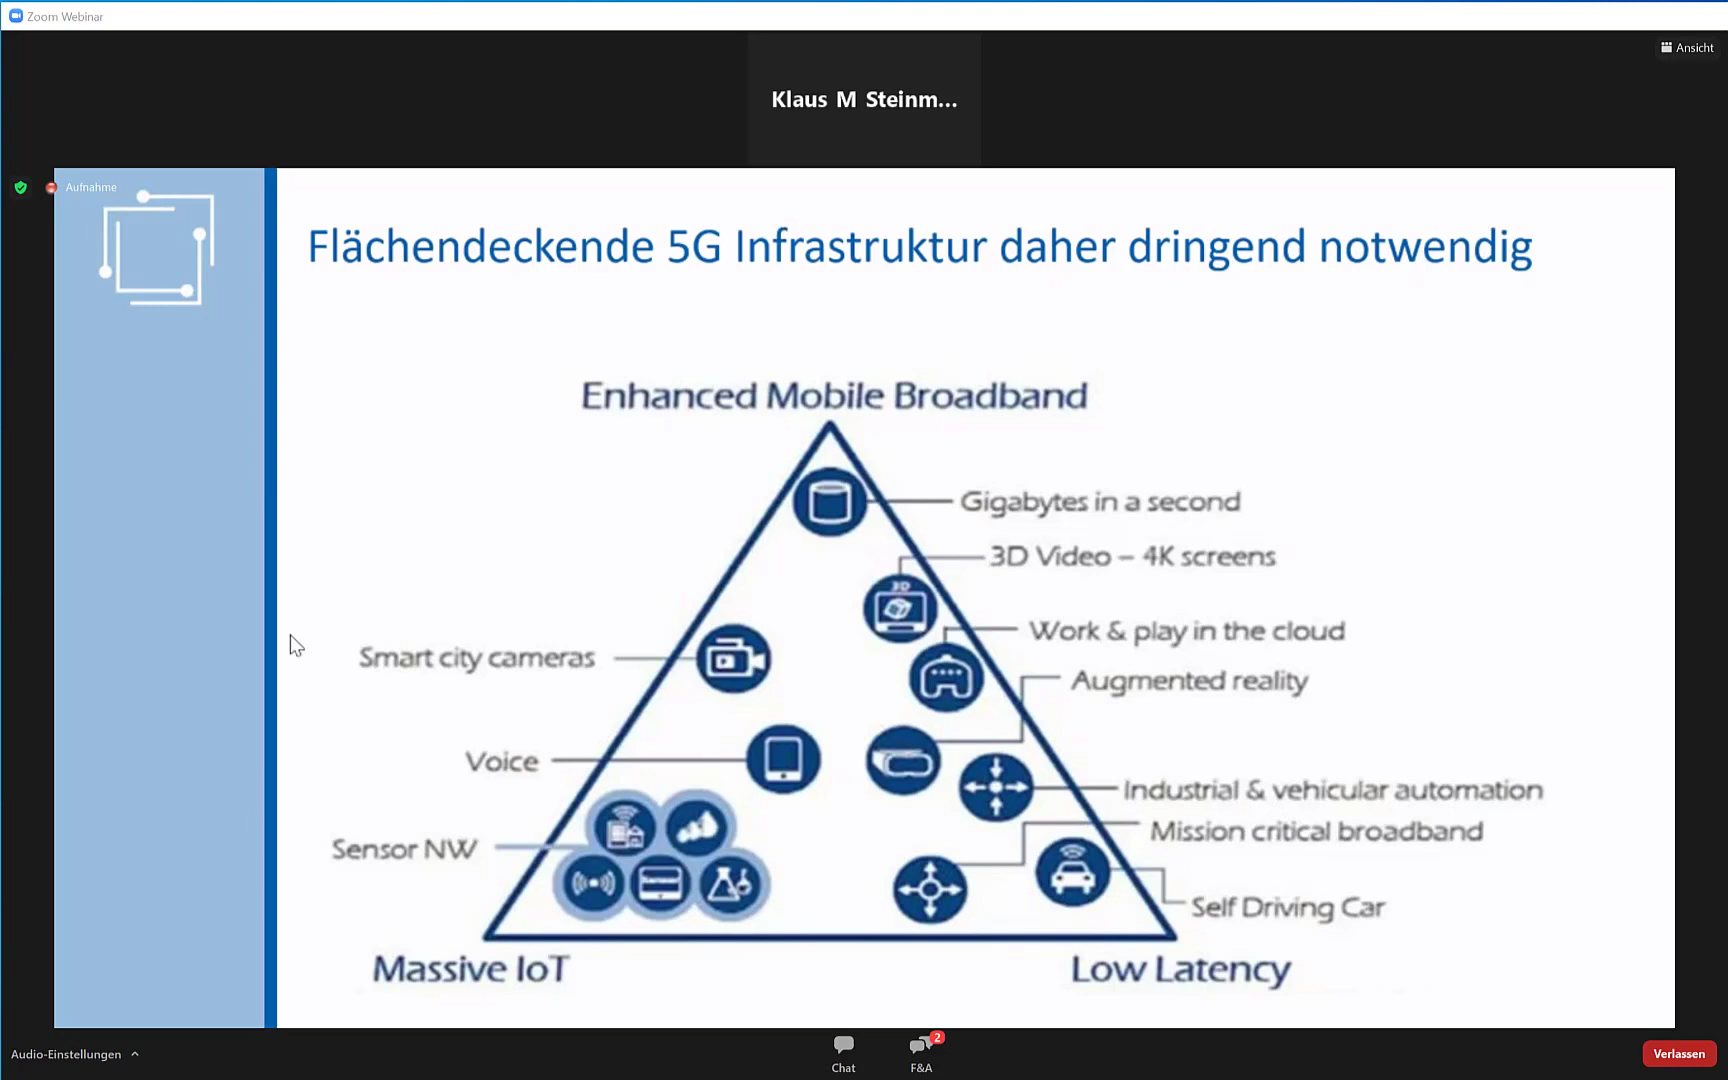 Zoom Webinar
Ansicht
Klaus M Steinm...
Aufnahme
Flächendeckende 5G Infrastruktur daher dringend notwendig
Enhanced Mobile Broadband
Gigabytes in a second
3D Video – 4K screens
3D
Work & play in the cloud
Smart city cameras
Augmented reality
Voice
Industrial & vehicular automation
Mission critical broadband
Sensor NW
Self Driving Car
Massive IoT
Low Latency
Audio-Einstellungen
Chat
F&A
2
Verlassen